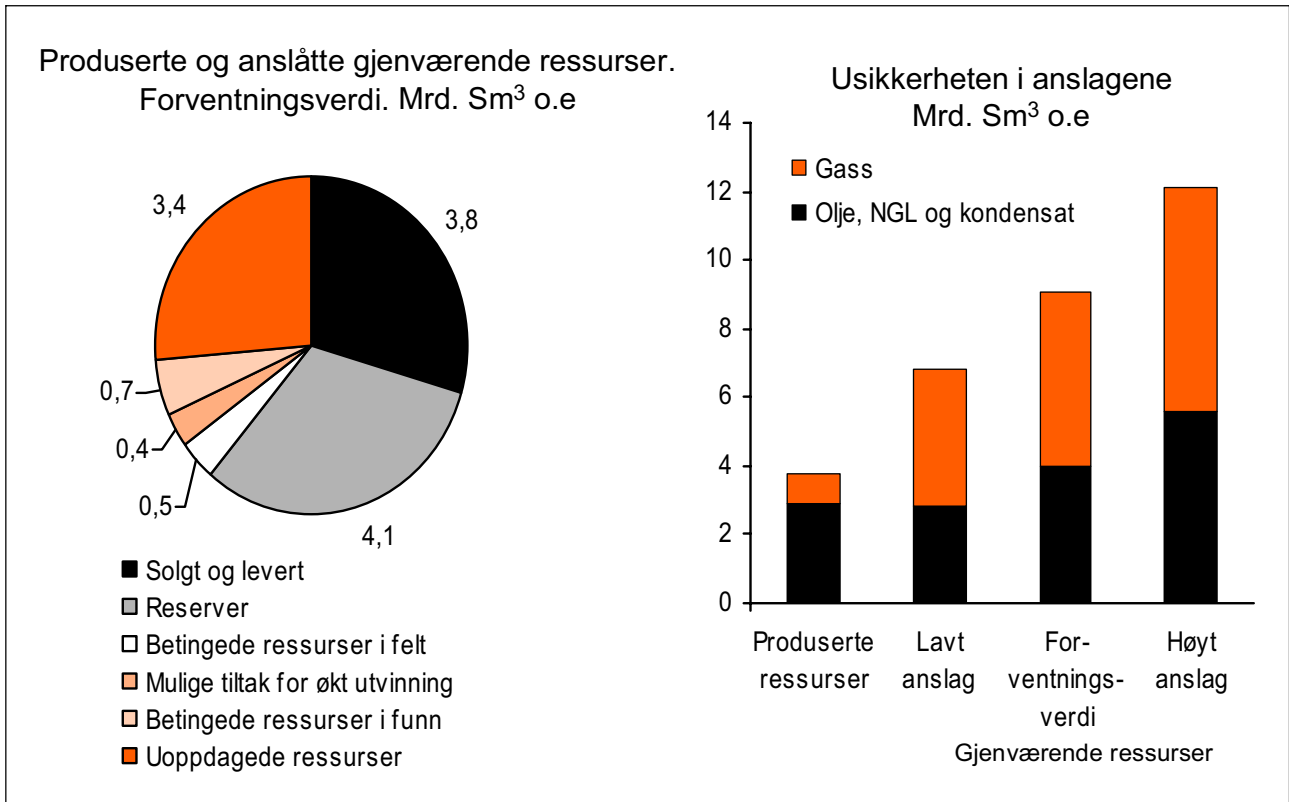 Produserte og anslåtte gjenværende ressurser.
Forventningsverdi. Mrd. Sm³ o.e
3,4
3,8
0,7
0,4
0,5
4,1
Solgt og levert
Reserver
Betingede ressurser i felt
Mulige tiltak for økt utvinning
Betingede ressurser i funn
Uoppdagede ressurser
Usikkerheten i anslagene
Mrd. Sm³ o.e
14
12
10
8
6
4
2
0
Gass
Olje, NGL og kondensat
Produserte
ressurser
Lavt
anslag
For-
ventnings-
verdi
Høyt
anslag
Gjenværende ressurser